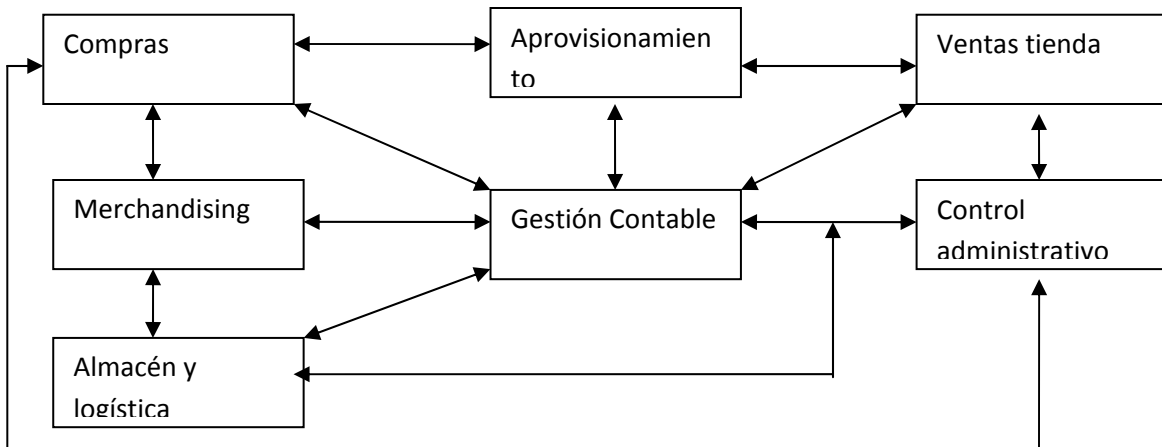 Compras
Aprovisionamien
to
Ventas tienda
Merchandising
Gestión Contable
Control
administrativo
Almacén y
logística